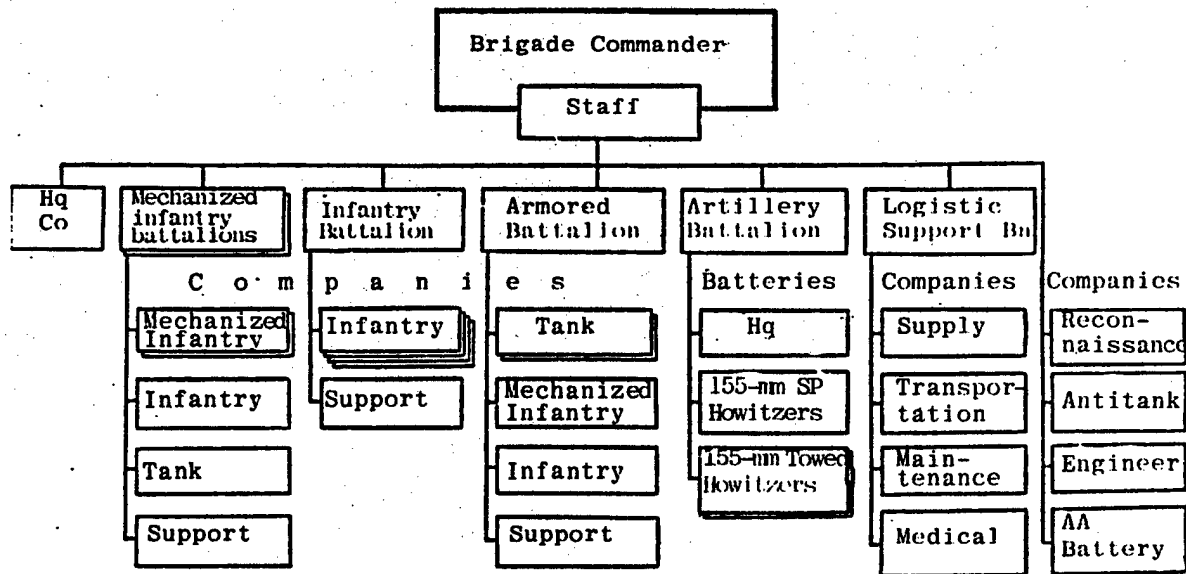 Brigade Commander
Staff
Hq
Co
Mechanized
infantry
battalions
Infantry
Battalion
Armored
Battalion
Artillery
Battalion
Logistic
Support Bn
C o m p a n i e s
Mechanized
Infantry
Infantry
Tank
Support
Infantry
Support
Tank
Mechanized
Infantry
Infantry
Support
Batteries
Hq
155-mm SP
Howitzers
155-mm Towed
Howitzers
Companies
Supply
Transpor-
tation
Main-
tenance
Medical
Companies
Recon-
naissance
Antitank
Engineer
AA
Battery